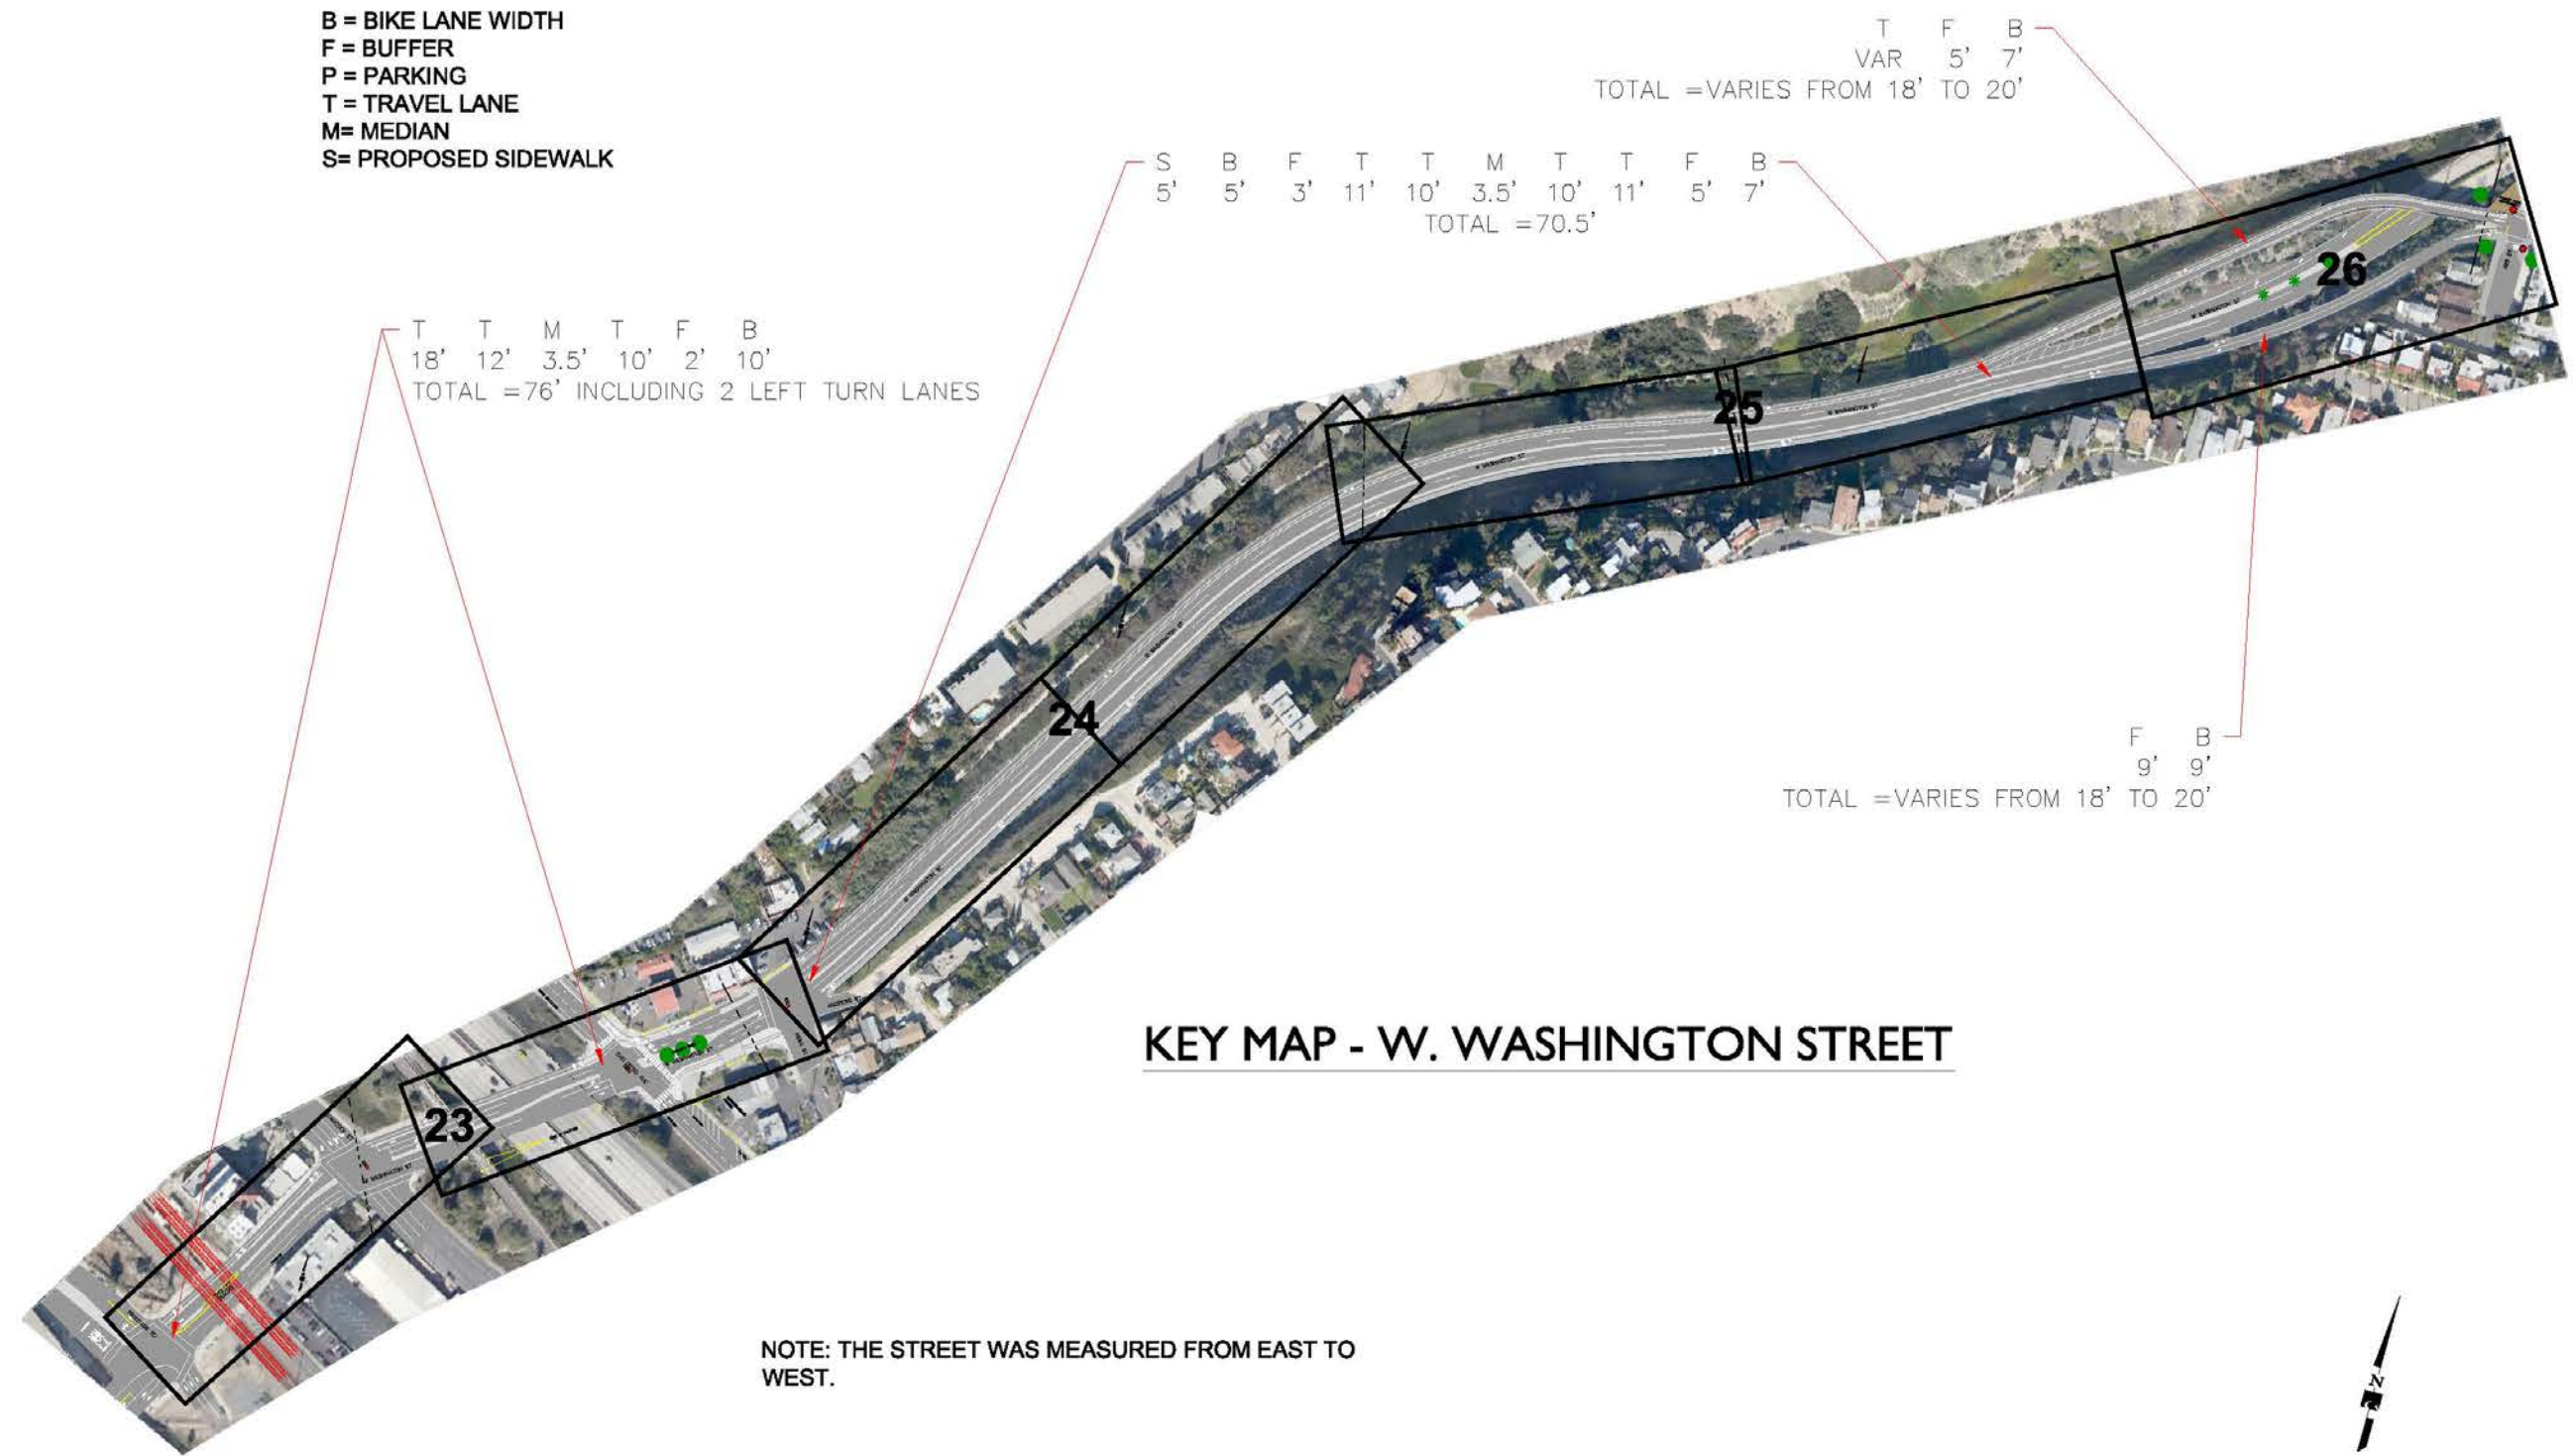 B = BIKE LANE WIDTH
F = BUFFER
P = PARKING
T = TRAVEL LANE
M= MEDIAN
S= PROPOSED SIDEWALK
T F B
VAR 5' 7'
TOTAL =VARIES FROM 18' TO 20'
S B F T T M T T F B
5' 5' 3' 11' 10' 3.5' 10' 11' 5' 7'
TOTAL =70.5'
T T M T F B
18' 12' 3.5' 10' 2' 10'
TOTAL =76' INCLUDING 2 LEFT TURN LANES
26
25
24
23
F B
9' 9'
TOTAL =VARIES FROM 18' TO 20'
KEY MAP - W. WASHINGTON STREET
NOTE: THE STREET WAS MEASURED FROM EAST TO
WEST.
N